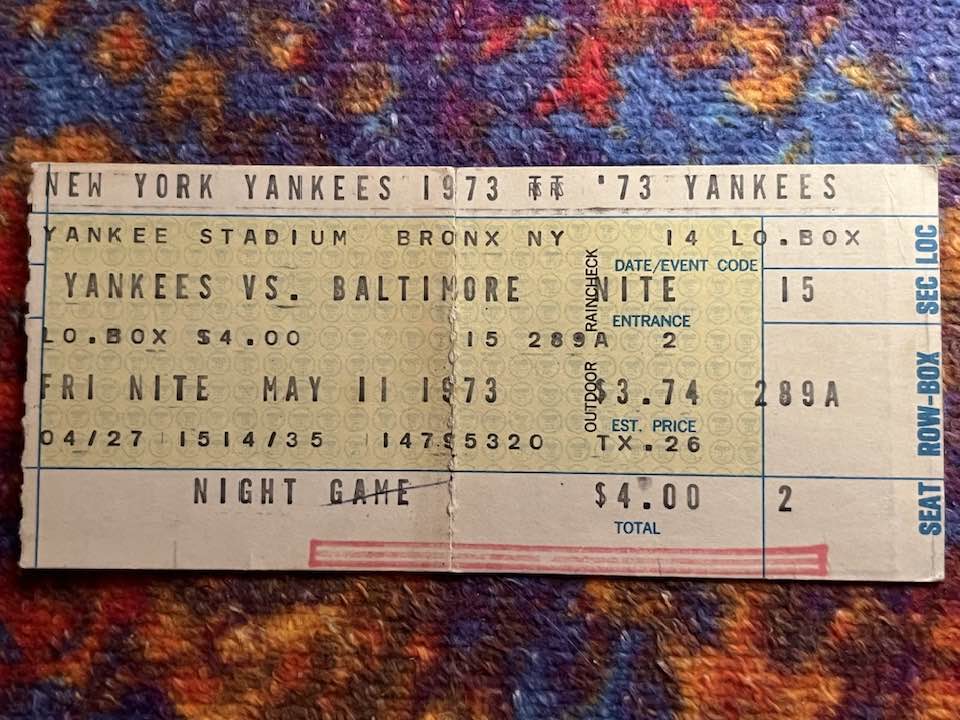 NEW YORK YANKEES 1973 TT '73 YANKEES
YANKEE STADIUM BRONX NY 14 LO.BOX
DATE/EVENT CODE
YANKEES VS. BALTIMORE NITE 15
ENTRANCE
LO.BOX $4.00 15 289A 2
FRI NITE MAY 11 1973 $3.74 289A
EST. PRICE
04/27 1514/35 14795320 TX.26
NIGHT GAME $4.00 2
TOTAL
OUTDOOR RAINCHECK
SEAT ROW-BOX SEC LOC